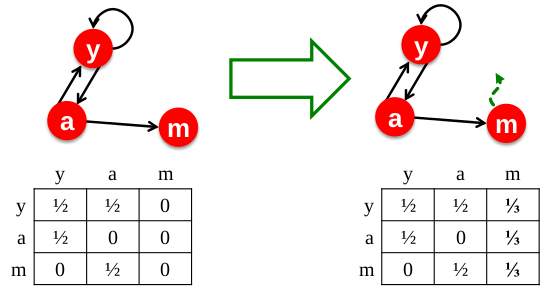 y
a
m
y
a
m
y a m
y ½ ½ 0
a ½ 0 0
m 0 ½ 0
y a m
y ½ ½ ⅓
a ½ 0 ⅓
m 0 ½ ⅓